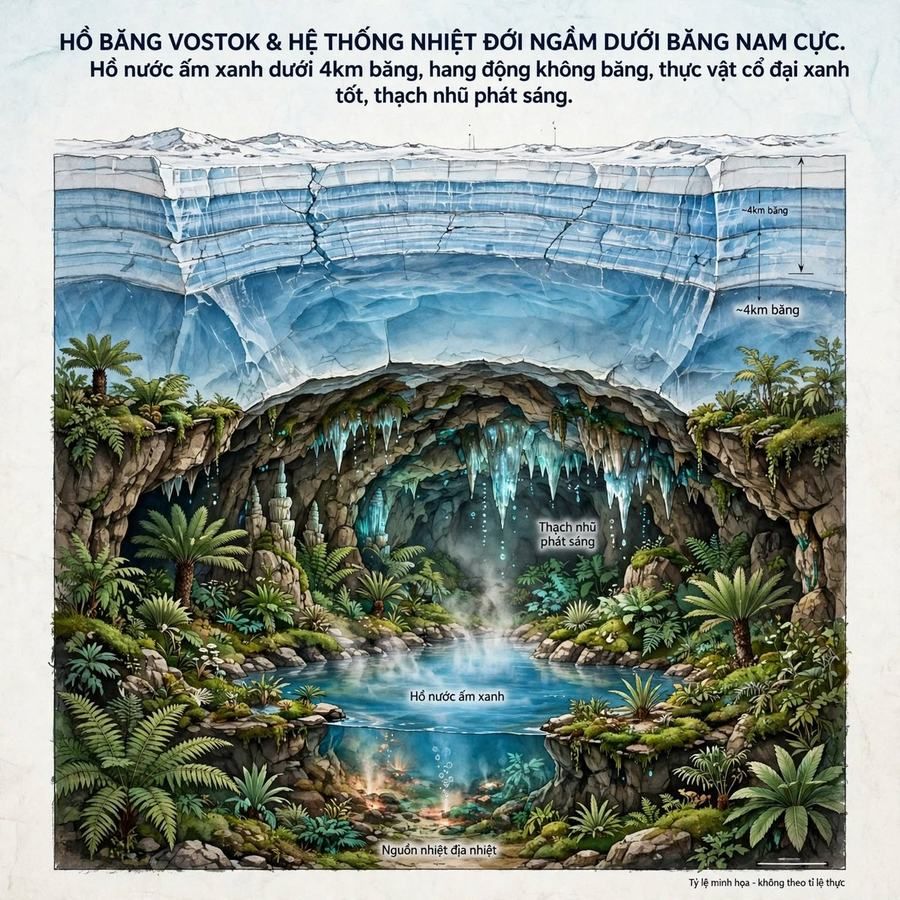 HỒ BĂNG VOSTOK & HỆ THỐNG NHIỆT ĐỚI NGẦM DƯỚI BĂNG NAM CỰC.
Hồ nước ấm xanh dưới 4km băng, hang động không băng, thực vật cổ đại xanh
tốt, thạch nhũ phát sáng.
~4km băng
~4km băng
Thạch nhũ
phát sáng
Hồ nước ấm xanh
Nguồn nhiệt địa nhiệt
Tỷ lệ minh họa - không theo tỉ lệ thực